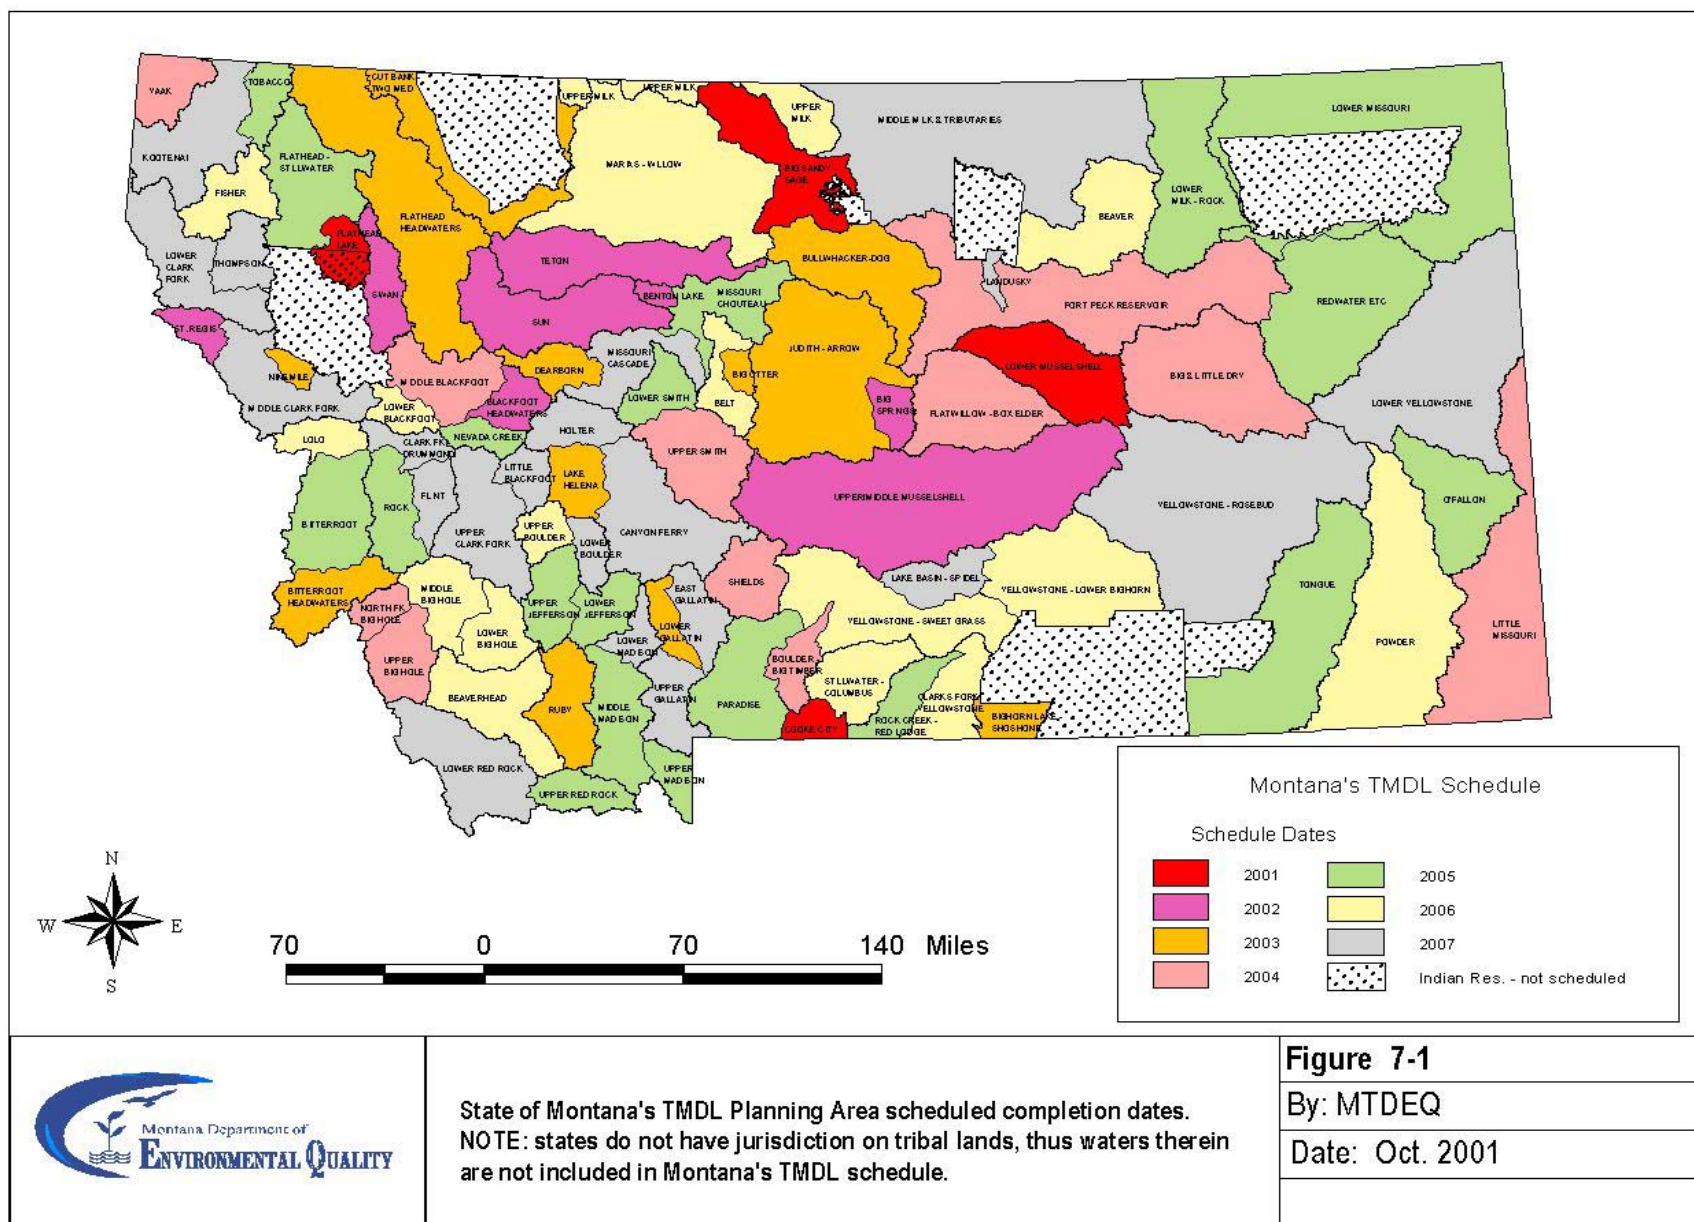 YAAK
TOBACCO
CUT BANK
TWO MED
UPPER MILK
UPPER MILK
UPPER
MILK
MIDDLE MILK & TRIBUTARIES
LOWER MISSOURI
KOOTENAI
FLATHEAD -
STILLWATER
MARIAS - WILLOW
BIG SANDY
SAGE
FISHER
LOWER
MILK - ROCK
BEAVER
FLATHEAD
HEADWATERS
FLATHEAD
LAKE
LOWER
CLARK
FORK
THOMPSON
TETON
BULLWHACKER-DOG
SWAN
BENTON LAKE
MISSOURI
CHOUTEAU
LANDUSKY
FORT PECK RESERVOIR
REDWATER ETC
ST. REGIS
SUN
JUDITH - ARROW
MISSOURI
CASCADE
NINEMILE
MIDDLE BLACKFOOT
DEARBORN
BIG OTTER
LOWER MUSSELSHELL
BIG & LITTLE DRY
MIDDLE CLARK FORK
LOWER
BLACKFOOT
BLACKFOOT
HEADWATERS
LOWER SMITH
BELT
BIG
SPRINGS
FLATWILLOW - BOX ELDER
LOWER YELLOWSTONE
LOLO
CLARK FK
DRUMMOND
NEVADA CREEK
HOLTER
UPPER SMITH
LITTLE
BLACKFOOT
LAKE
HELENA
FLINT
ROCK
BITTERROOT
UPPER
CLARK FORK
UPPER
BOULDER
LOWER
BOULDER
CANYON FERRY
UPPER/MIDDLE MUSSELSHELL
YELLOWSTONE - ROSEBUD
O'FALLON
BITTERROOT
HEADWATERS
MIDDLE
BIG HOLE
NORTH FK
BIG HOLE
UPPER
JEFFERSON
LOWER
JEFFERSON
EAST
GALLATIN
SHIELDS
LAKE BASIN - SPIDEL
YELLOWSTONE - LOWER BIGHORN
TONGUE
LOWER
BIG HOLE
LOWER
MADISON
LOWER
GALLATIN
YELLOWSTONE - SWEET GRASS
LITTLE
MISSOURI
POWDER
UPPER
BIG HOLE
BOULDER
BIG TIMBER
STILLWATER -
COLUMBUS
BEAVERHEAD
RUBY
MIDDLE
MADISON
UPPER
GALLATIN
PARADISE
COOKE CITY
ROCK CREEK -
RED LODGE
CLARKS FORK
YELLOWSTONE
BIGHORN LAKE
SHOSHONE
LOWER RED ROCK
UPPER RED ROCK
UPPER
MADISON
Montana's TMDL Schedule
Schedule Dates
2001
2002
2003
2004
2005
2006
2007
Indian Res. - not scheduled
N
W E
S
70 0 70 140 Miles
Montana Department of
ENVIRONMENTAL QUALITY
State of Montana's TMDL Planning Area scheduled completion dates.
NOTE: states do not have jurisdiction on tribal lands, thus waters therein
are not included in Montana's TMDL schedule.
Figure 7-1
By: MTDEQ
Date: Oct. 2001